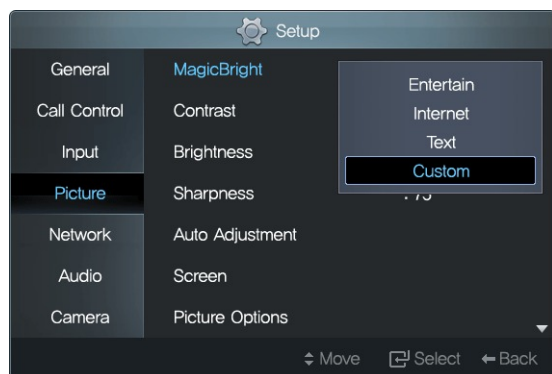 Setup
General
Call Control
Input
Picture
Network
Audio
Camera
MagicBright
Contrast
Brightness
Sharpness
Auto Adjustment
Screen
Picture Options
Entertain
Internet
Text
Custom
Move Select Back